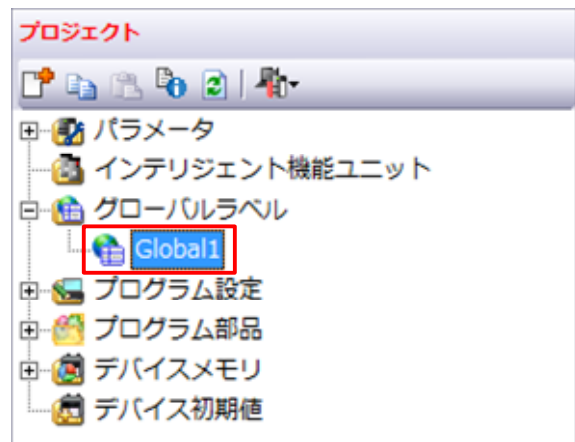 プロジェクト
パラメータ
インテリジェント機能ユニット
グローバルラベル
Global1
プログラム設定
プログラム部品
デバイスメモリ
デバイス初期値